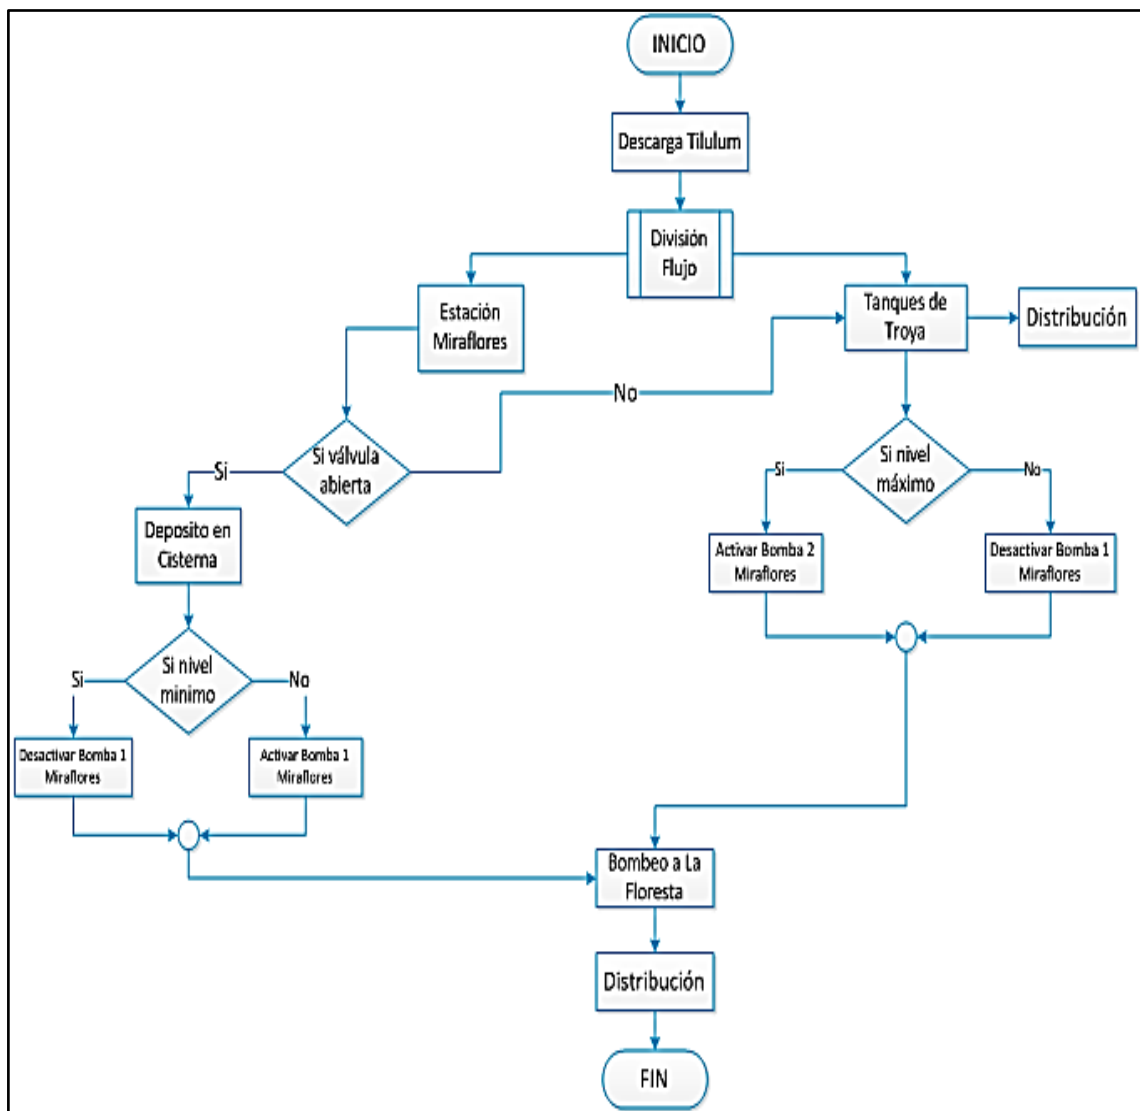 INICIO
Descarga Tilulum
División
Flujo
Estación
Miraflores
Tanques de
Troya
Distribución
No
Si válvula
abierta
Si
Si nivel
máximo
Si
No
Deposito en
Cisterna
Activar Bomba 2
Miraflores
Desactivar Bomba 1
Miraflores
Si nivel
minimo
Si
No
Desactivar Bomba 1
Miraflores
Activar Bomba 1
Miraflores
Bombeo a La
Floresta
Distribución
FIN